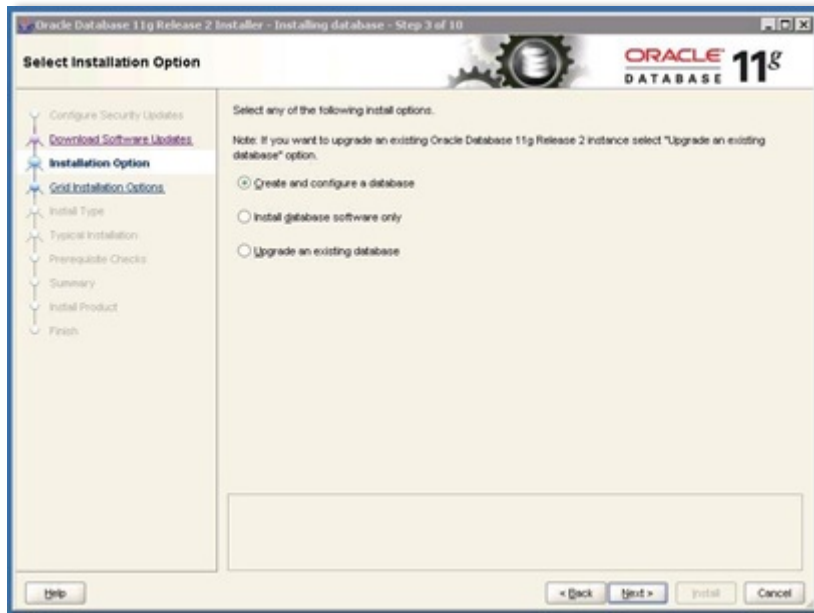 Oracle Database 11g Release 2 Installer - Installing database - Step 3 of 10
Select Installation Option
ORACLE
DATABASE
11g
Configure Security Updates
Download Software Updates
Installation Option
Grid Installation Options
Install Type
Typical Installation
Prerequisite Checks
Summary
Install Product
Finish
Select any of the following install options.
Note: If you want to upgrade an existing Oracle Database 11g Release 2 instance select "Upgrade an existing
database" option.
Create and configure a database
Install database software only
Upgrade an existing database
Help
< Back
Next >
Install
Cancel